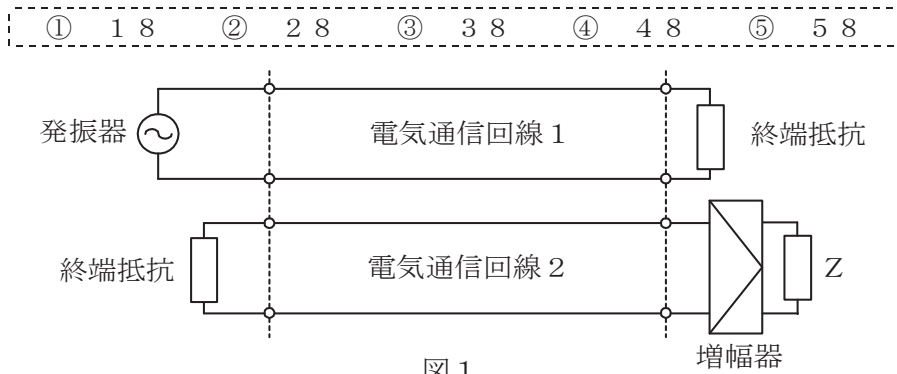 ① 18 ② 28 ③ 38 ④ 48 ⑤ 58
発振器
電気通信回線1
終端抵抗
終端抵抗
電気通信回線2
Z
増幅器
図1